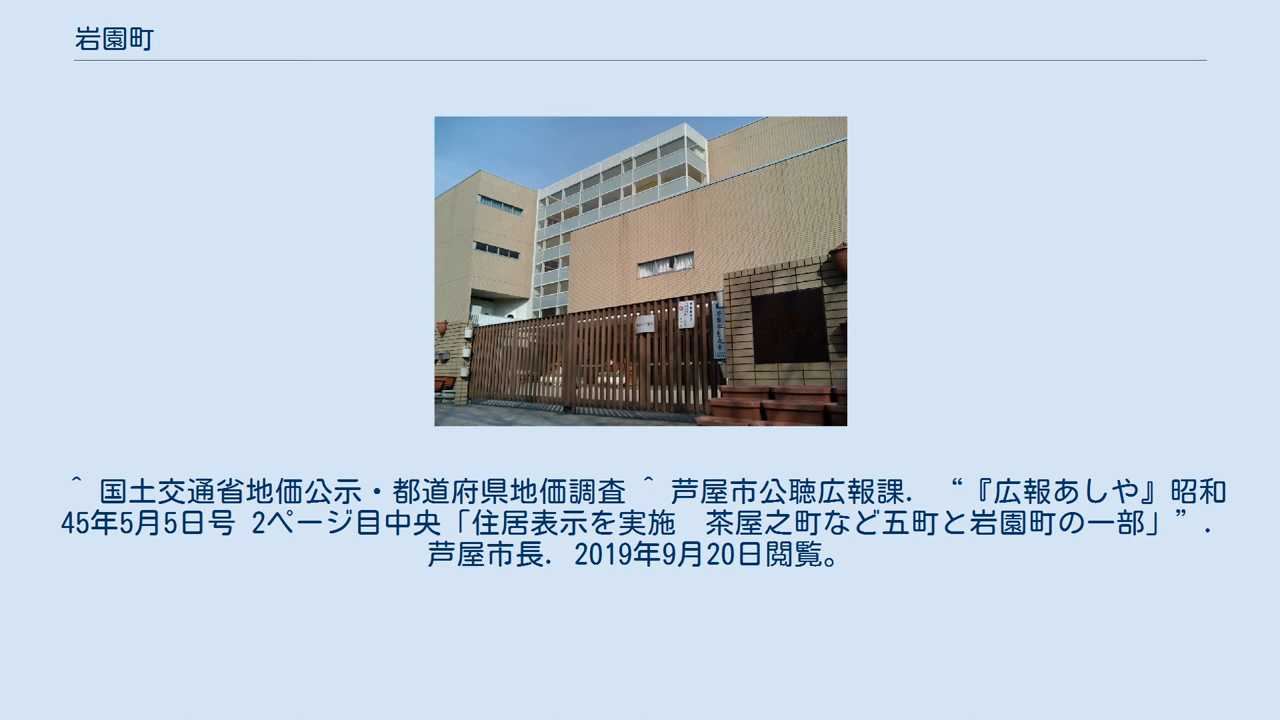 岩園町
^ 国土交通省地価公示・都道府県地価調査 ^ 芦屋市公聴広報課. “『広報あしや』昭和
45年5月5日号 2ページ目中央「住居表示を実施　茶屋之町など五町と岩園町の一部」”.
芦屋市長. 2019年9月20日閲覧。